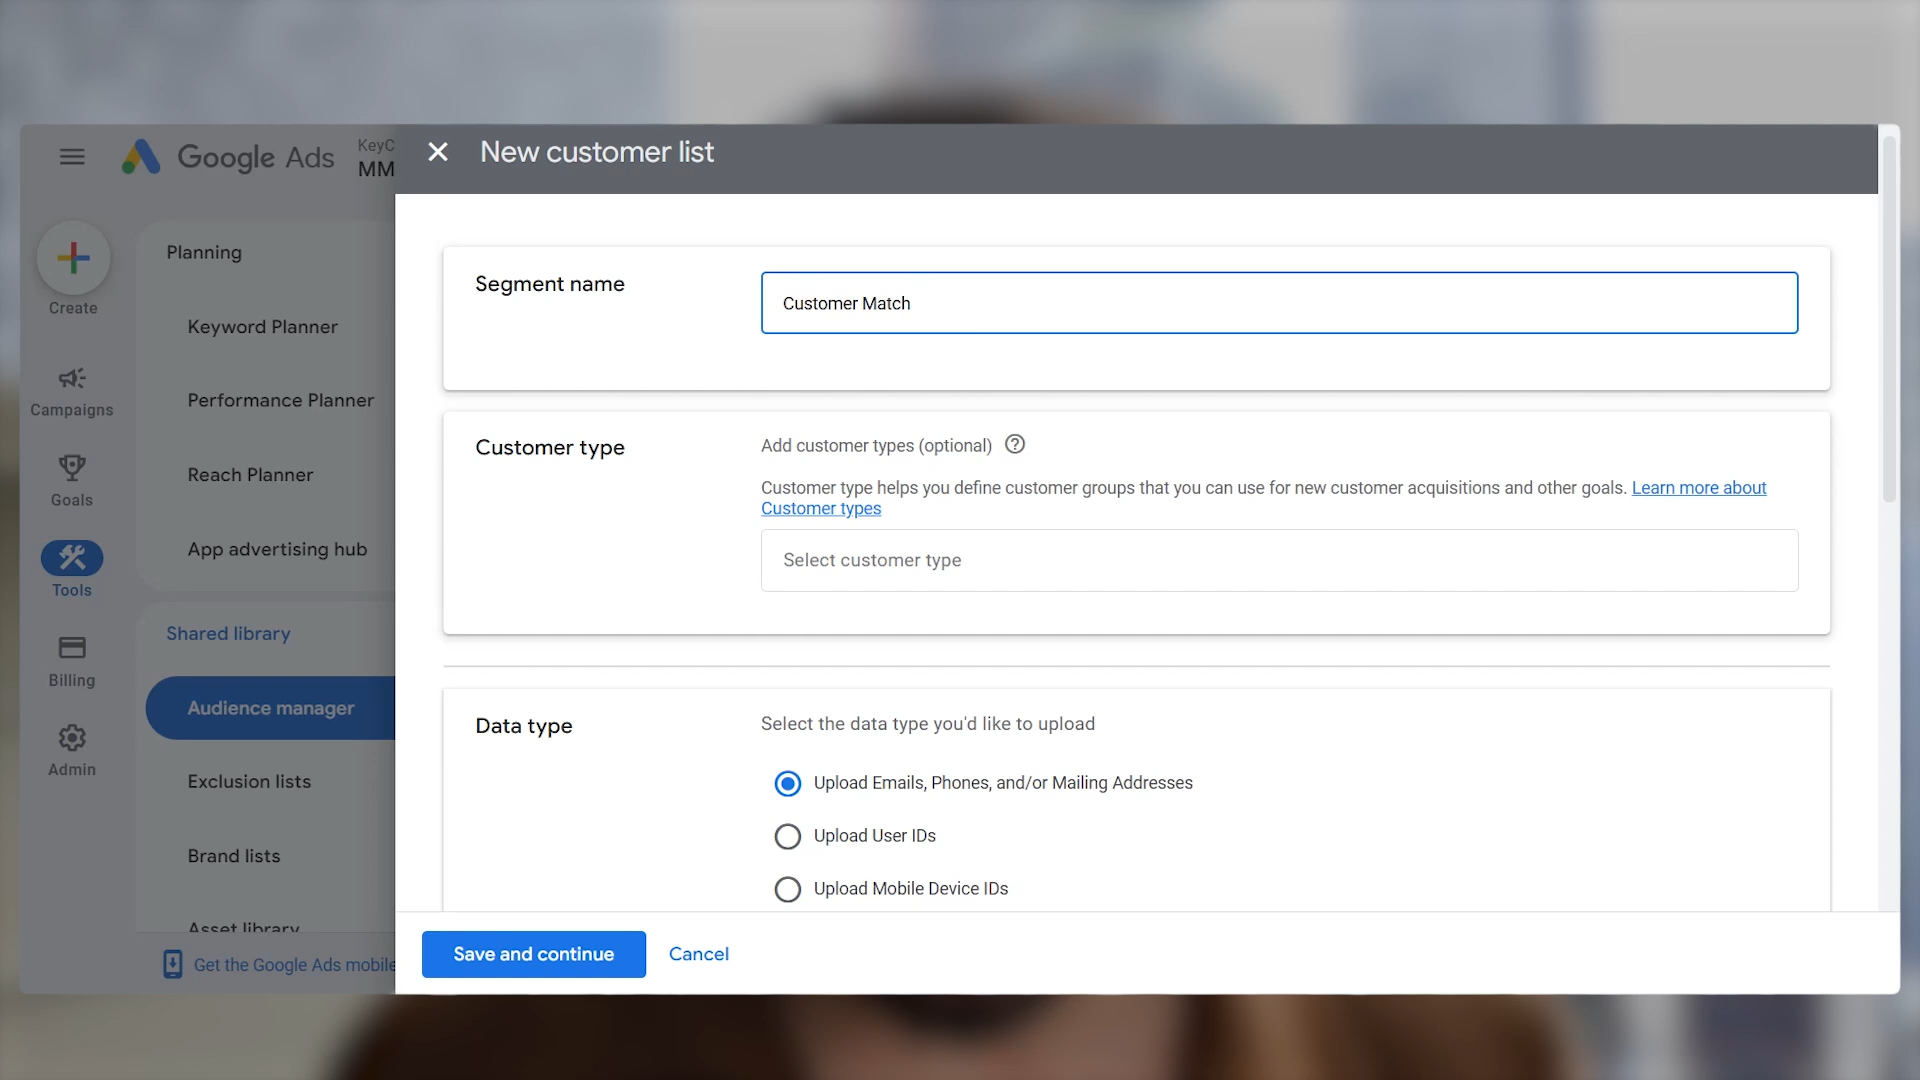 Google Ads
KeyC
MM
New customer list
Create
Campaigns
Goals
Tools
Billing
Admin
Planning
Keyword Planner
Performance Planner
Reach Planner
App advertising hub
Shared library
Audience manager
Exclusion lists
Brand lists
Asset library
Get the Google Ads mobile
Segment name
Customer Match
Customer type
Add customer types (optional)
Customer type helps you define customer groups that you can use for new customer acquisitions and other goals. Learn more about
Customer types
Select customer type
Data type
Select the data type you'd like to upload
Upload Emails, Phones, and/or Mailing Addresses
Upload User IDs
Upload Mobile Device IDs
Save and continue
Cancel